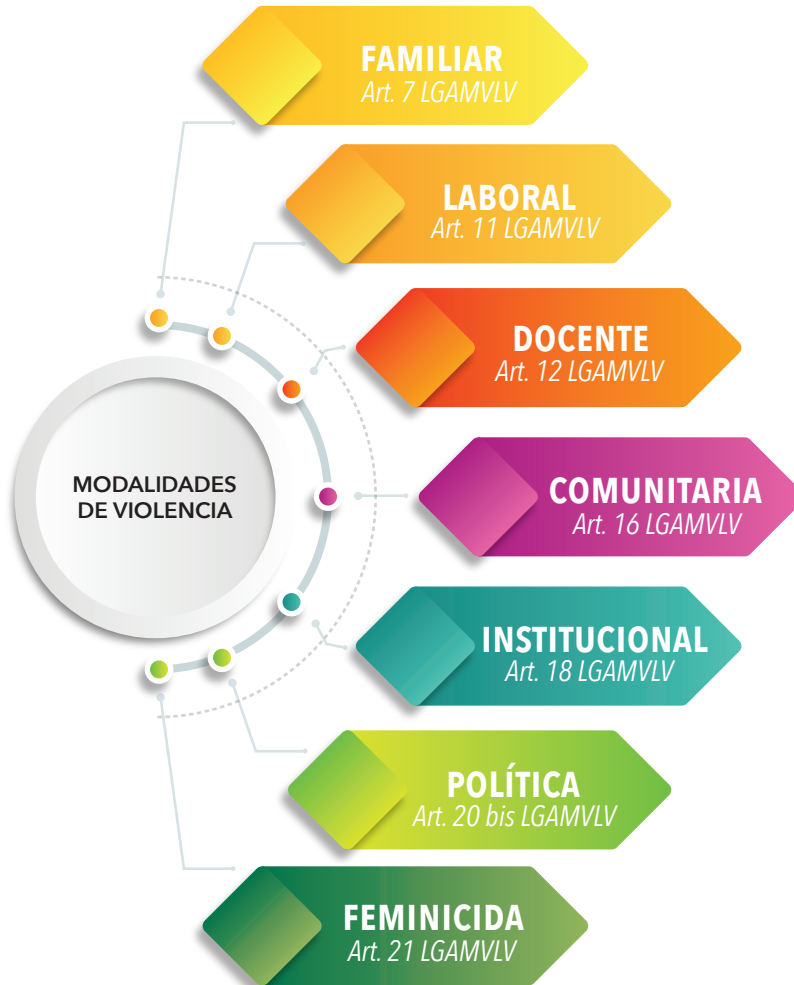 FAMILIAR
Art. 7 LGAMVLV
LABORAL
Art. 11 LGAMVLV
DOCENTE
Art. 12 LGAMVLV
MODALIDADES
DE VIOLENCIA
COMUNITARIA
Art. 16 LGAMVLV
INSTITUCIONAL
Art. 18 LGAMVLV
POLÍTICA
Art. 20 bis LGAMVLV
FEMINICIDA
Art. 21 LGAMVLV